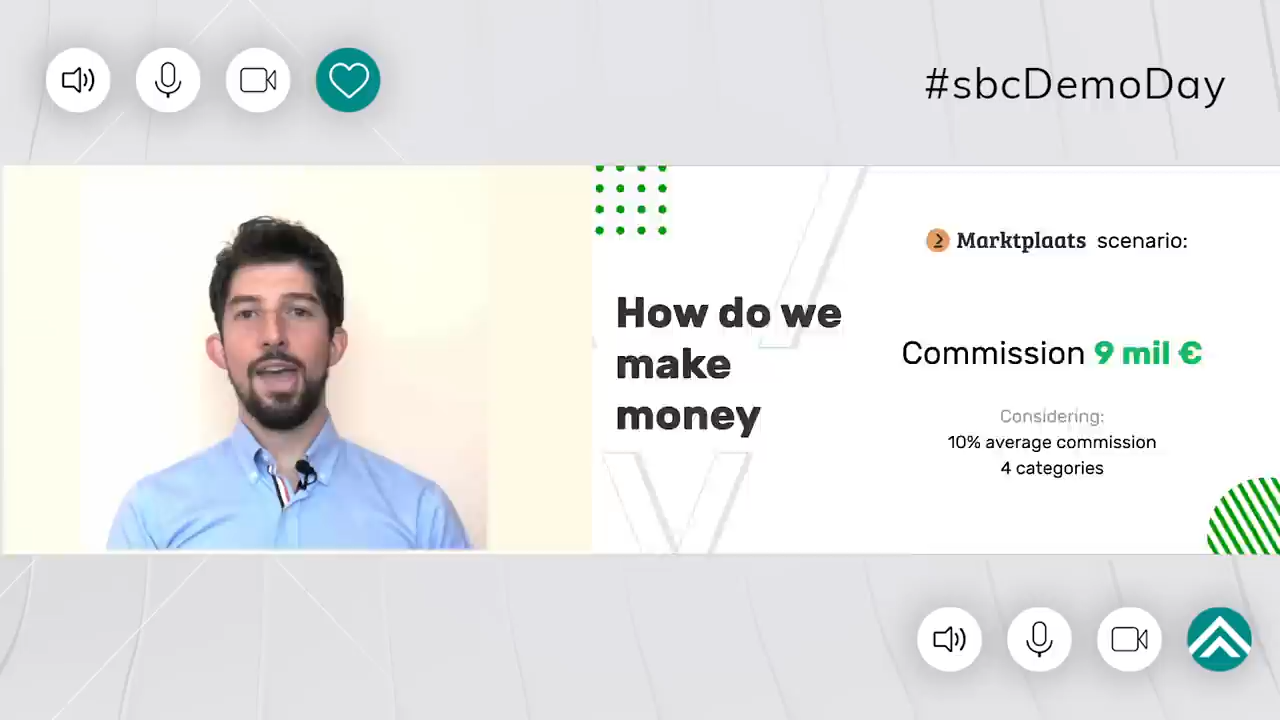 #sbcDemoDay
How do we
make
money
Marktplaats scenario:
Commission 9 mil €
Considering:
10% average commission
4 categories